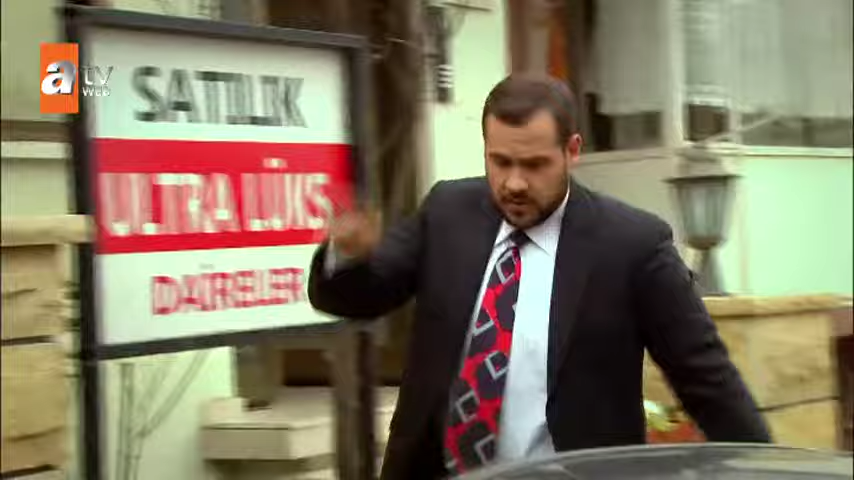 atv
WEB
SATILIK
ULTRA LÜKS
DAİRELER